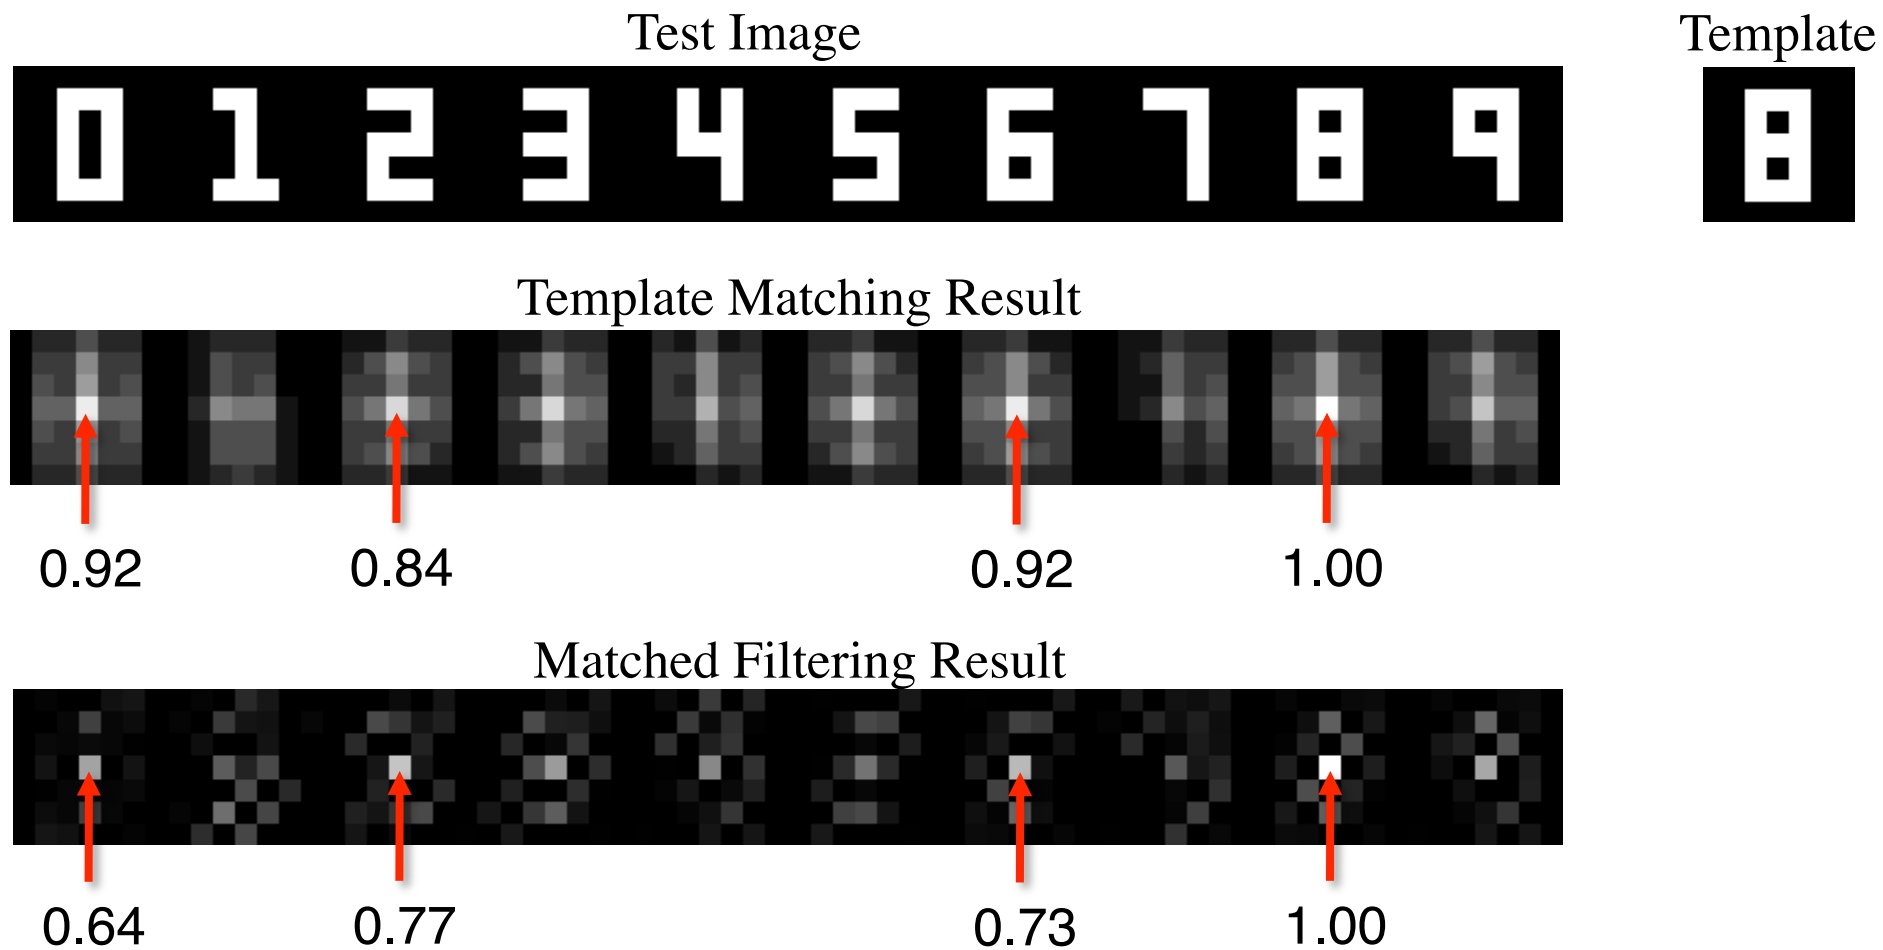 Test Image
Template
0 1 2 3 4 5 6 7 8 9
8
Template Matching Result
0.92 0.84 0.92 1.00
Matched Filtering Result
0.64 0.77 0.73 1.00